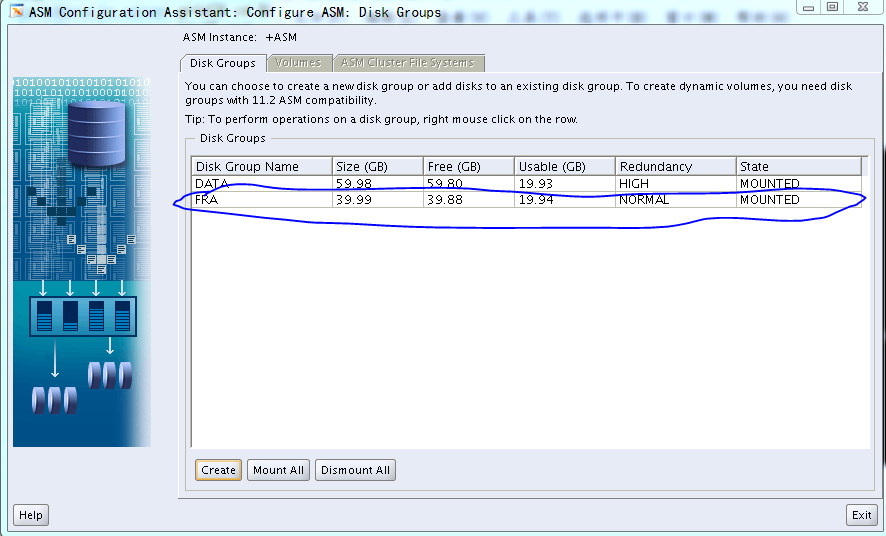 ASM Configuration Assistant: Configure ASM: Disk Groups
ASM Instance: +ASM
Disk Groups Volumes ASM Cluster File Systems
You can choose to create a new disk group or add disks to an existing disk group. To create dynamic volumes, you need disk
groups with 11.2 ASM compatibility.
Tip: To perform operations on a disk group, right mouse click on the row.
Disk Groups
Disk Group Name Size (GB) Free (GB) Usable (GB) Redundancy State
DATA 59.98 59.80 19.93 HIGH MOUNTED
FRA 39.99 39.88 19.94 NORMAL MOUNTED
Create Mount All Dismount All
Help Exit